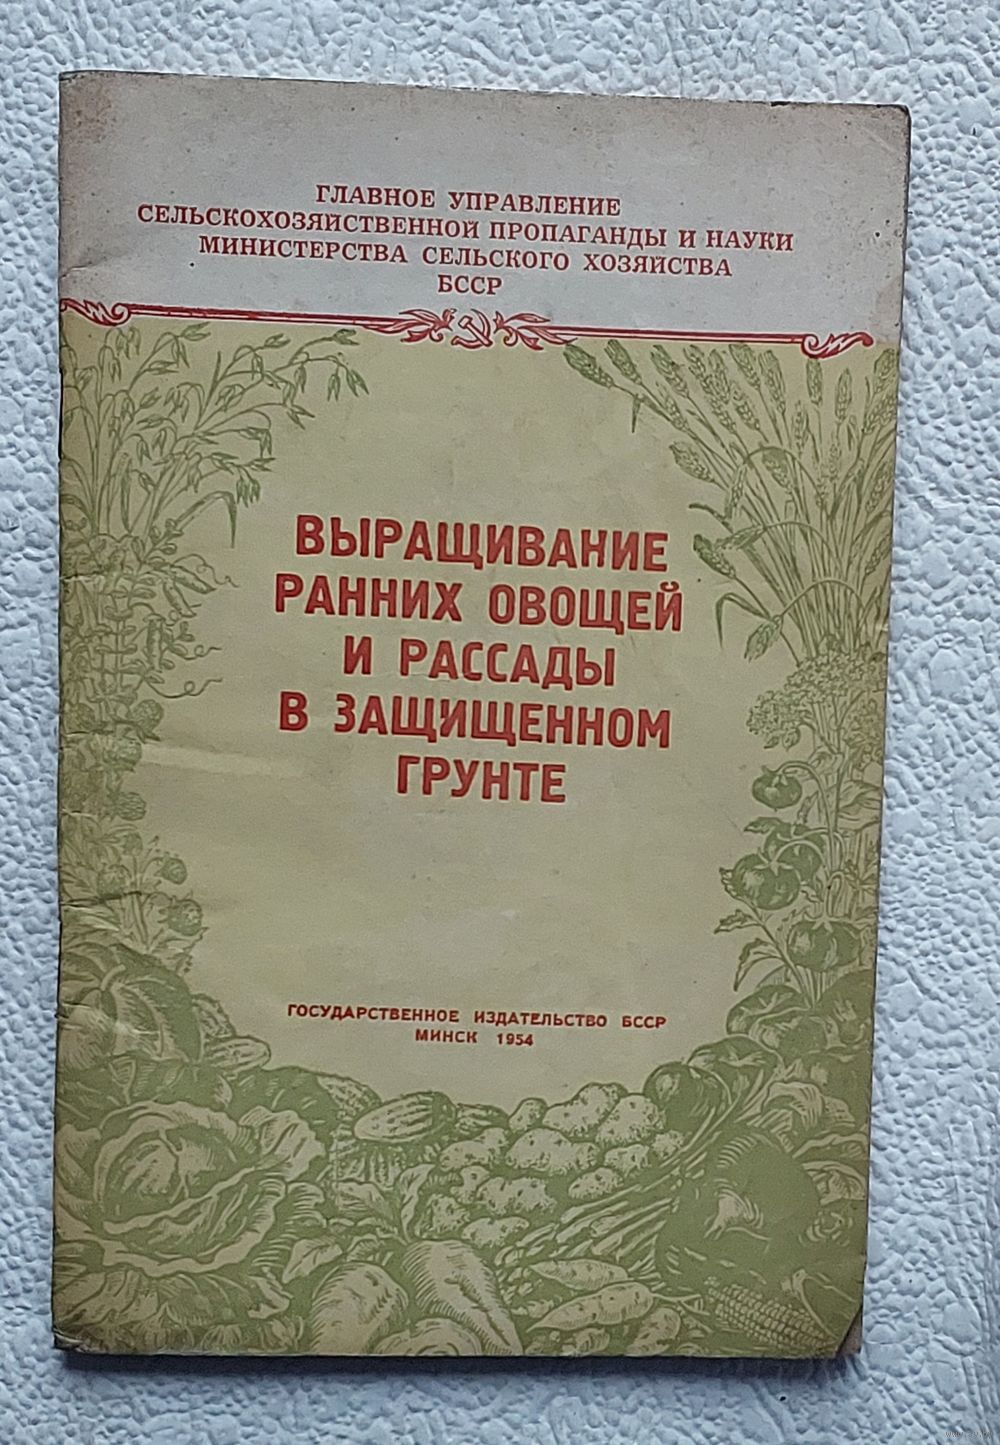 ГЛАВНОЕ УПРАВЛЕНИЕ
СЕЛЬСКОХОЗЯЙСТВЕННОЙ ПРОПАГАНДЫ И НАУКИ
МИНИСТЕРСТВА СЕЛЬСКОГО ХОЗЯЙСТВА
БССР
ВЫРАЩИВАНИЕ
РАННИХ ОВОЩЕЙ
И РАССАДЫ
В ЗАЩИЩЕННОМ
ГРУНТЕ
ГОСУДАРСТВЕННОЕ ИЗДАТЕЛЬСТВО БССР
МИНСК 1954